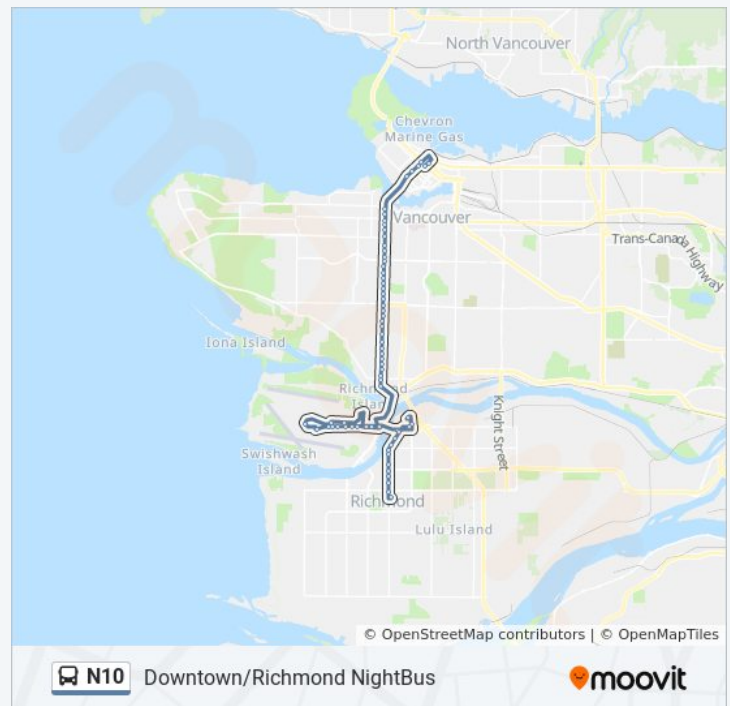 North Vancouver
Chevron
Marine Gas
Vancouver
Trans-Canada Highway
Iona Island
Richmond
Island
Knight Street
Swishwash
Island
Richmond
Lulu Island
© OpenStreetMap contributors | © OpenMapTiles
N10 Downtown/Richmond NightBus moovit